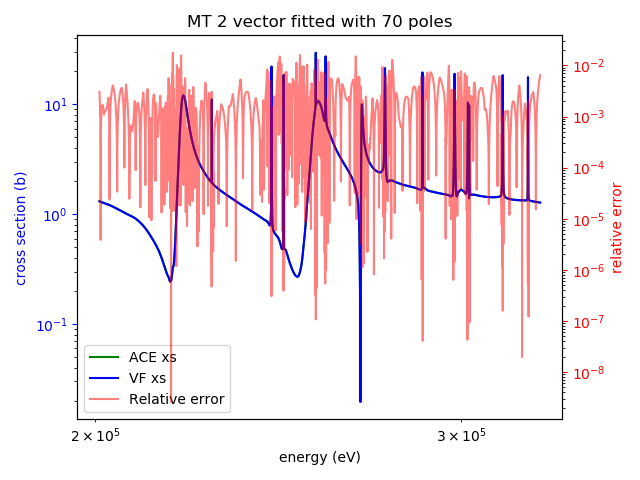 MT 2 vector fitted with 70 poles
cross section (b)
10¹
10⁰
10⁻¹
10⁻²
10⁻³
10⁻⁴
10⁻⁵
10⁻⁶
10⁻⁷
10⁻⁸
relative error
ACE xs
VF xs
Relative error
2 × 10⁵
3 × 10⁵
energy (eV)